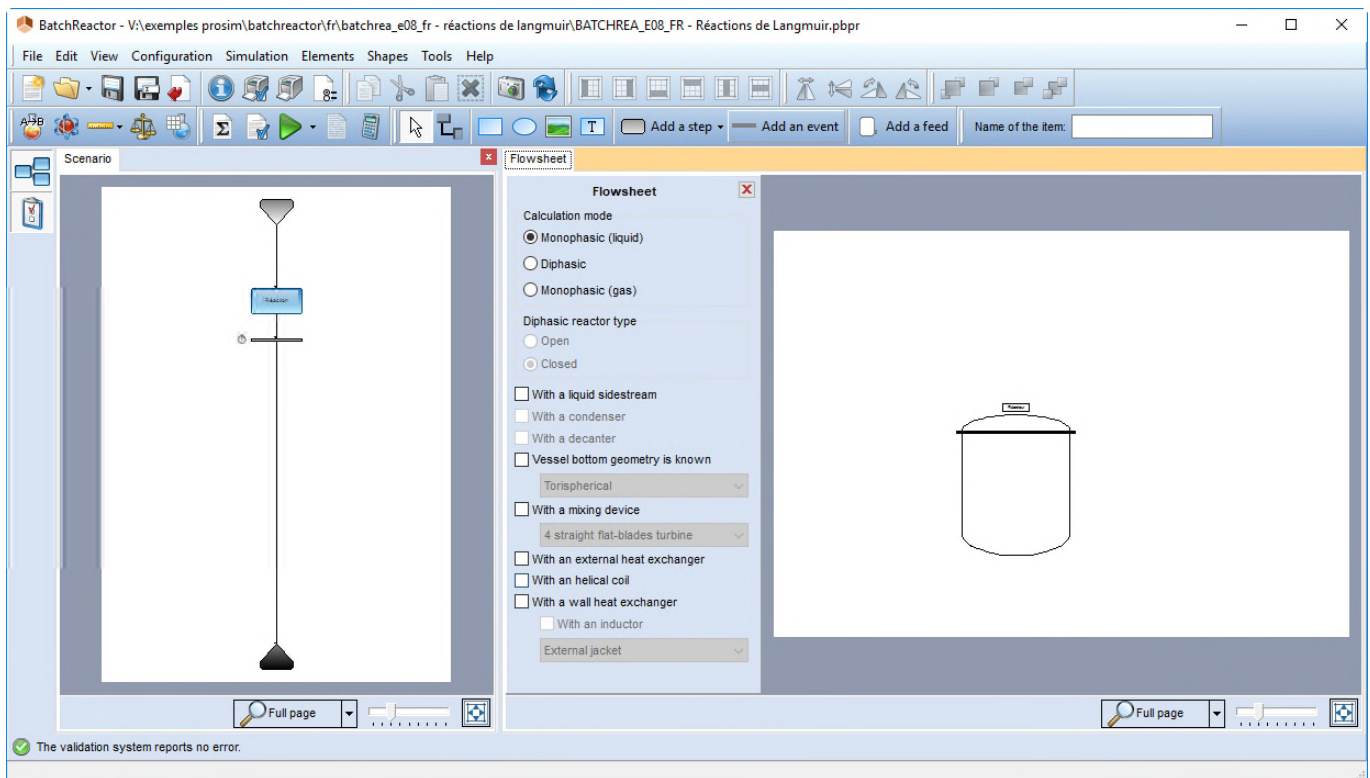 BatchReactor - V:\exemples prosim\batchreactor\fr\batchrea_e08_fr - réactions de langmuir\BATCHREA_E08_FR - Réactions de Langmuir.pbpr
File Edit View Configuration Simulation Elements Shapes Tools Help
Add a step Add an event Add a feed Name of the item:
Scenario
Flowsheet
Flowsheet
Calculation mode
Monophasic (liquid)
Diphasic
Monophasic (gas)
Diphasic reactor type
Open
Closed
With a liquid sidestream
With a condenser
With a decanter
Vessel bottom geometry is known
Torispherical
With a mixing device
4 straight flat-blades turbine
With an external heat exchanger
With an helical coil
With a wall heat exchanger
With an inductor
External jacket
Réaction
Full page
Full page
The validation system reports no error.